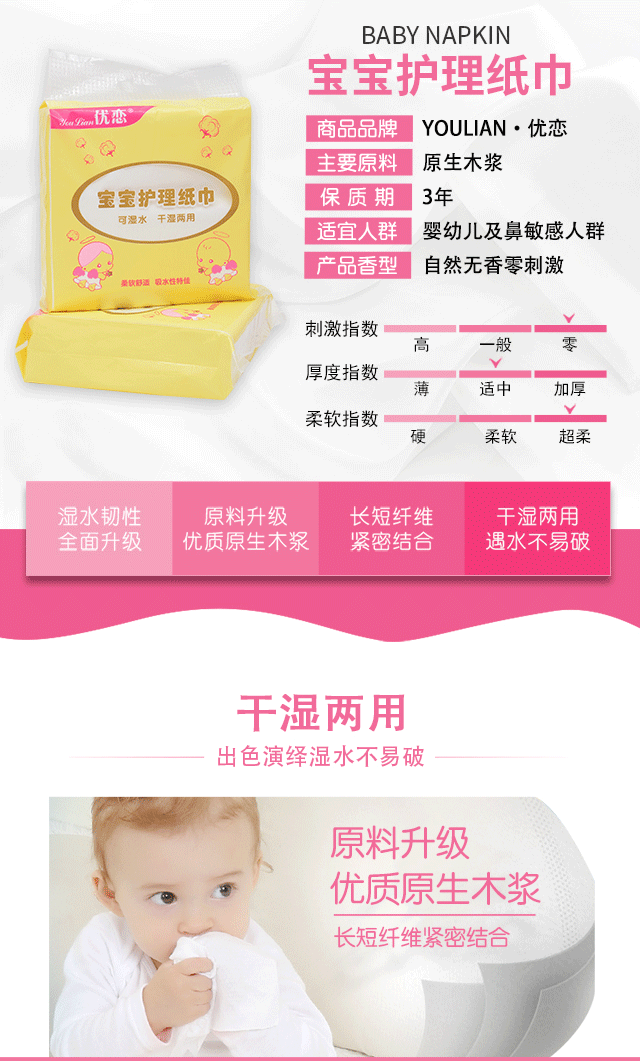 BABY NAPKIN
宝宝护理纸巾
商品品牌 YOULIAN·优恋
主要原料 原生木浆
保质期 3年
适宜人群 婴幼儿及鼻敏感人群
产品香型 自然无香零刺激
YouLian 优恋®
宝宝护理纸巾
可湿水 干湿两用
柔软舒适 吸水性特佳
刺激指数
高 一般 零
厚度指数
薄 适中 加厚
柔软指数
硬 柔软 超柔
湿水韧性
全面升级
原料升级
优质原生木浆
长短纤维
紧密结合
干湿两用
遇水不易破
干湿两用
出色演绎湿水不易破
原料升级
优质原生木浆
长短纤维紧密结合